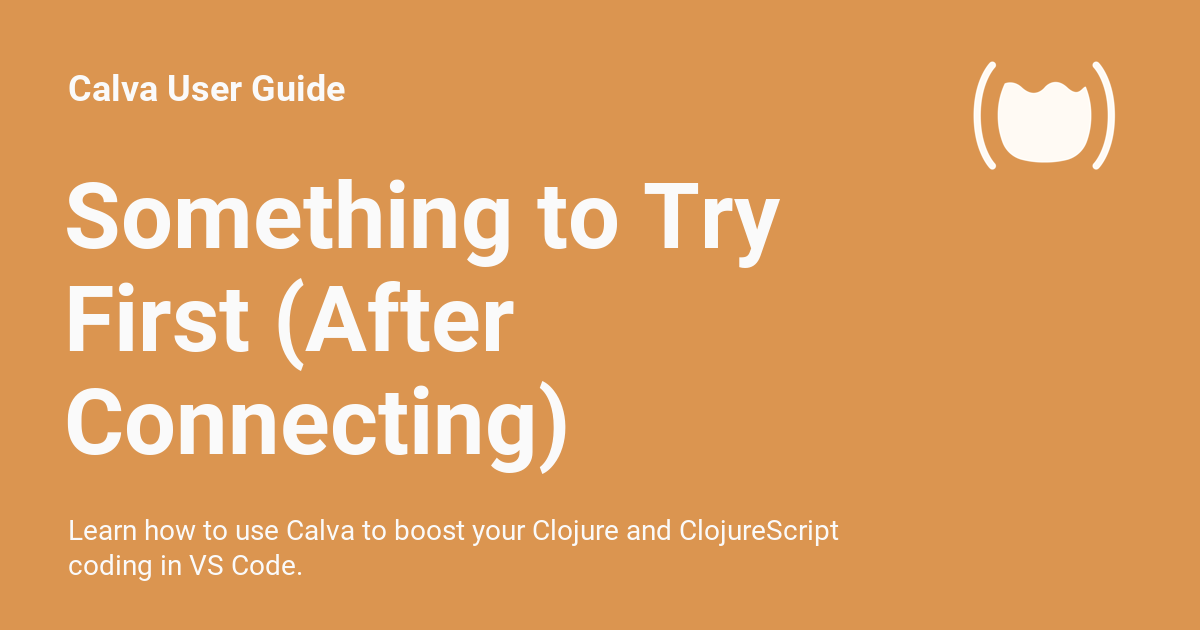 Calva User Guide
Something to Try
First (After
Connecting)
Learn how to use Calva to boost your Clojure and ClojureScript
coding in VS Code.